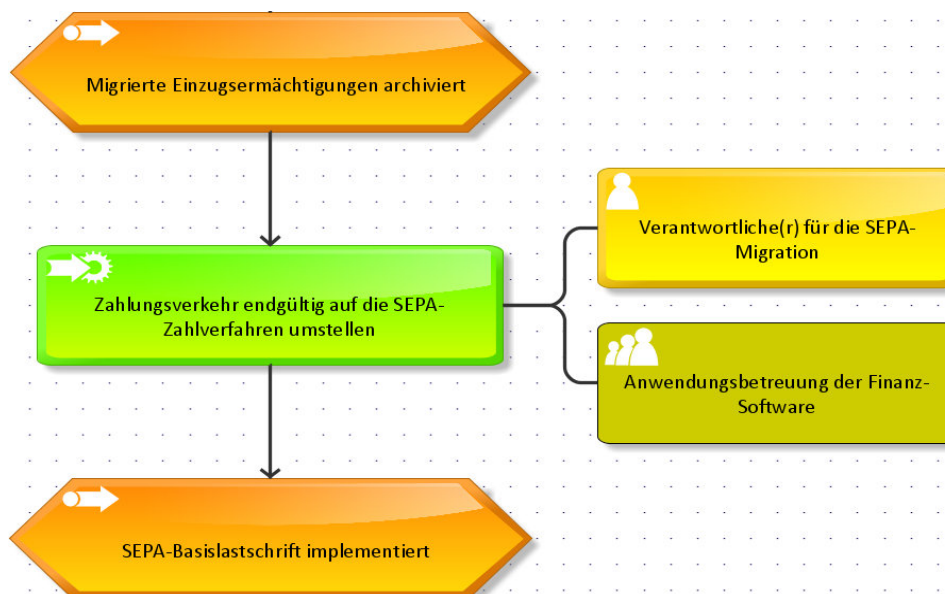 Migrierte Einzugsermächtigungen archiviert
Verantwortliche(r) für die SEPA-
Migration
Zahlungsverkehr endgültig auf die SEPA-
Zahlverfahren umstellen
Anwendungsbetreuung der Finanz-
Software
SEPA-Basislastschrift implementiert